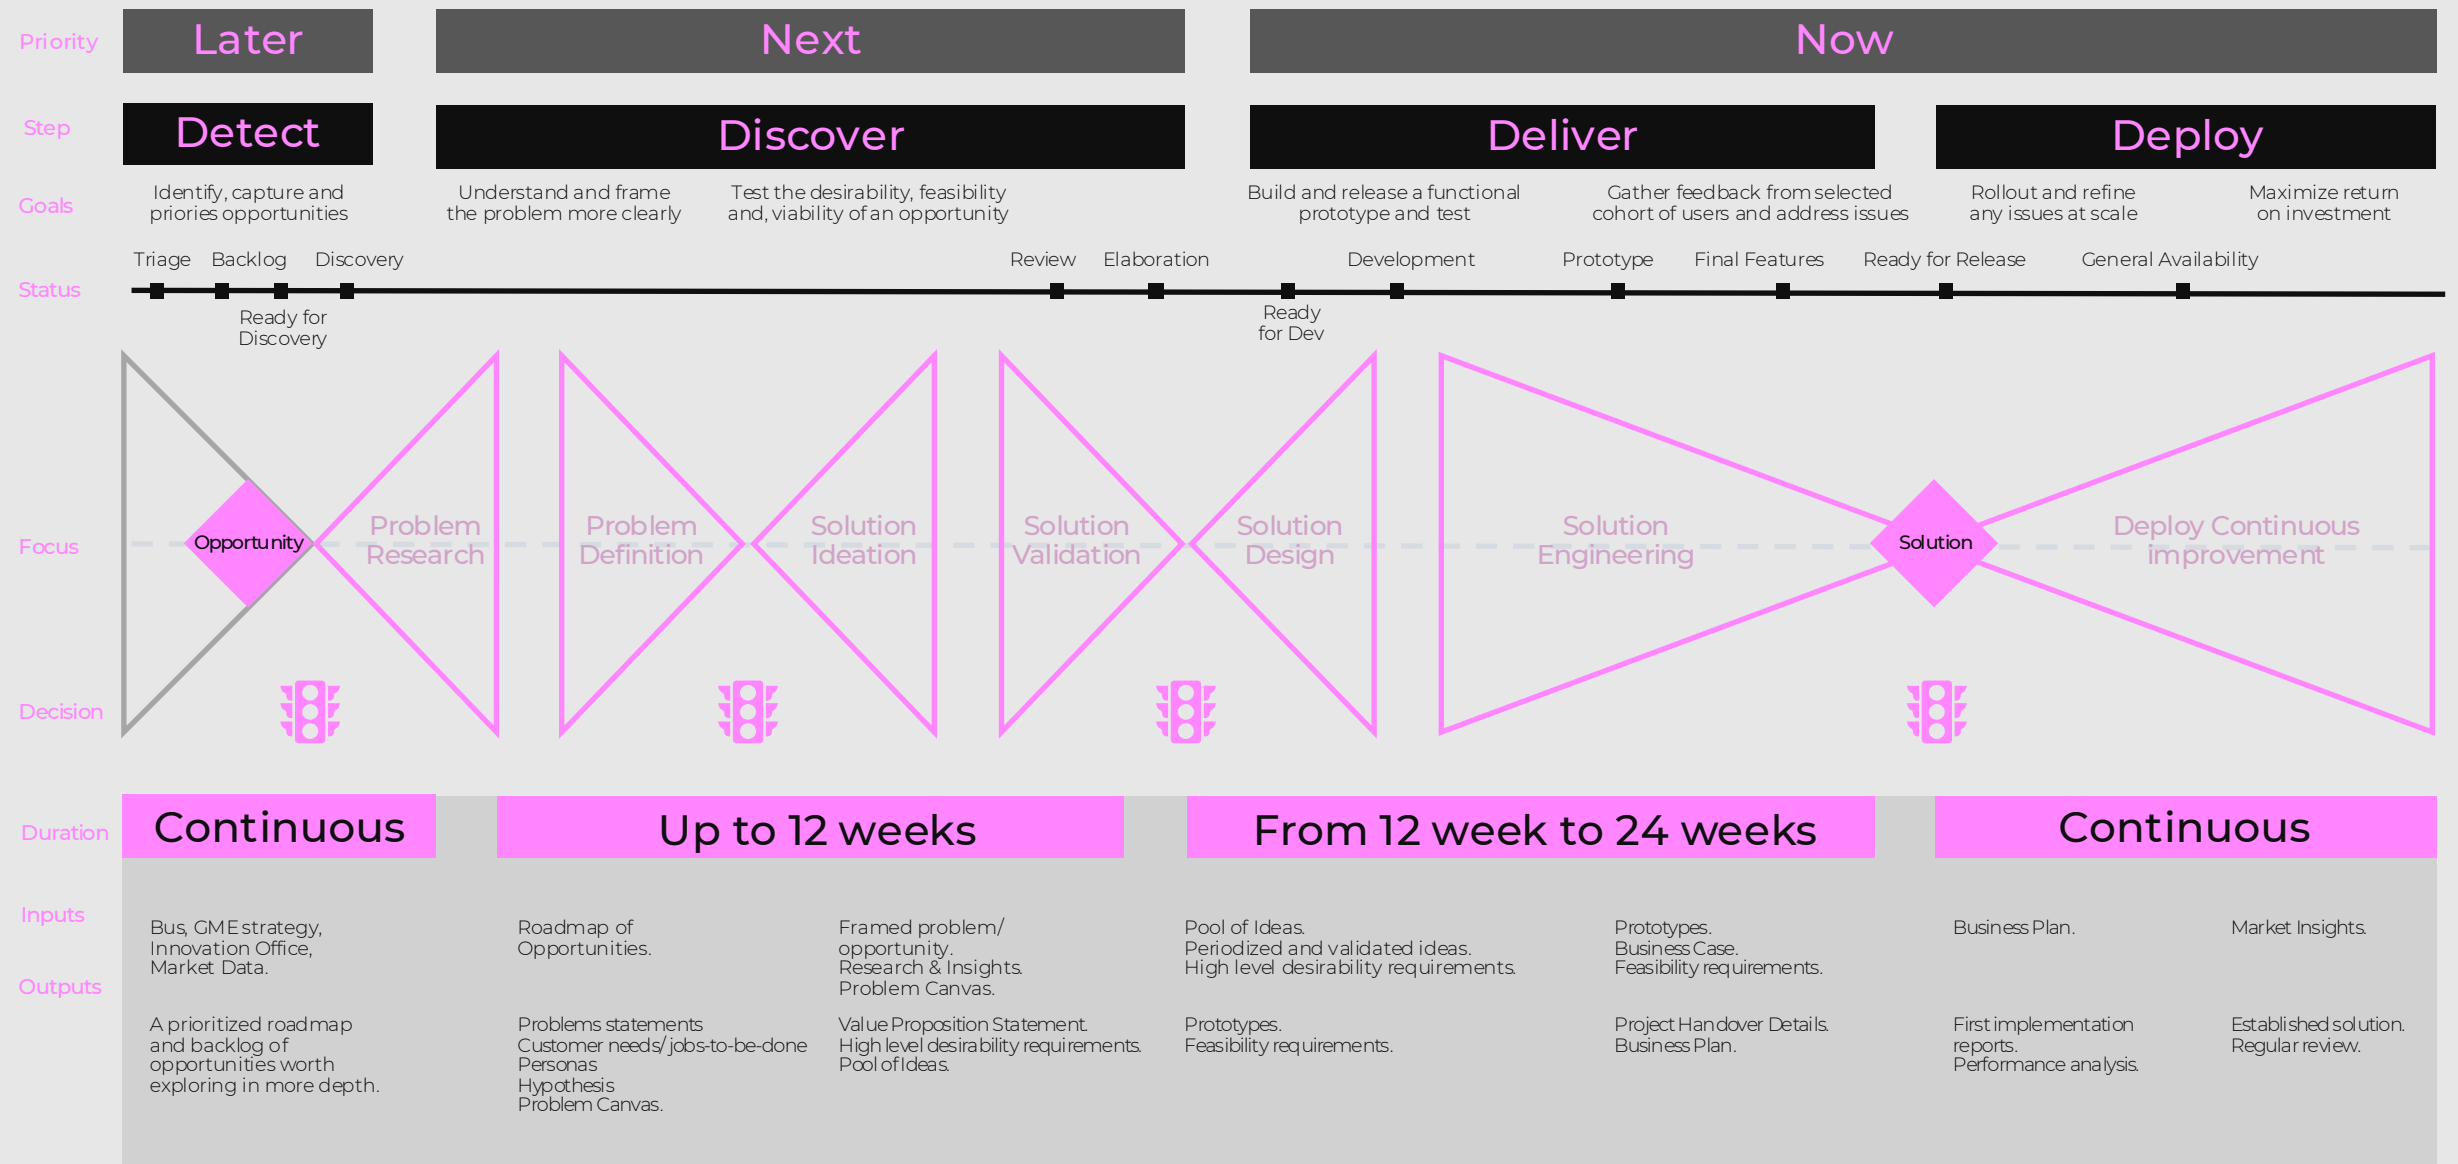 Priority
Later
Next
Now
Step
Detect
Discover
Deliver
Deploy
Goals
Identify, capture and
priories opportunities
Understand and frame
the problem more clearly
Test the desirability, feasibility
and, viability of an opportunity
Build and release a functional
prototype and test
Gather feedback from selected
cohort of users and address issues
Rollout and refine
any issues at scale
Maximize return
on investment
Status
Triage
Backlog
Discovery
Review
Elaboration
Development
Prototype
Final Features
Ready for Release
General Availability
Ready for
Discovery
Ready
for Dev
Focus
Opportunity
Problem
Research
Problem
Definition
Solution
Ideation
Solution
Validation
Solution
Design
Solution
Engineering
Solution
Deploy Continuous
improvement
Decision
Duration
Continuous
Up to 12 weeks
From 12 week to 24 weeks
Continuous
Inputs
Bus, GME strategy,
Innovation Office,
Market Data.
Roadmap of
Opportunities.
Framed problem/
opportunity.
Research & Insights.
Problem Canvas.
Pool of Ideas.
Periodized and validated ideas.
High level desirability requirements.
Prototypes.
Business Case.
Feasibility requirements.
Business Plan.
Market Insights.
Outputs
A prioritized roadmap
and backlog of
opportunities worth
exploring in more depth.
Problems statements
Customer needs/ jobs-to-be-done
Personas
Hypothesis
Problem Canvas.
Value Proposition Statement.
High level desirability requirements.
Pool of Ideas.
Prototypes.
Feasibility requirements.
Project Handover Details.
Business Plan.
First implementation
reports.
Performance analysis.
Established solution.
Regular review.